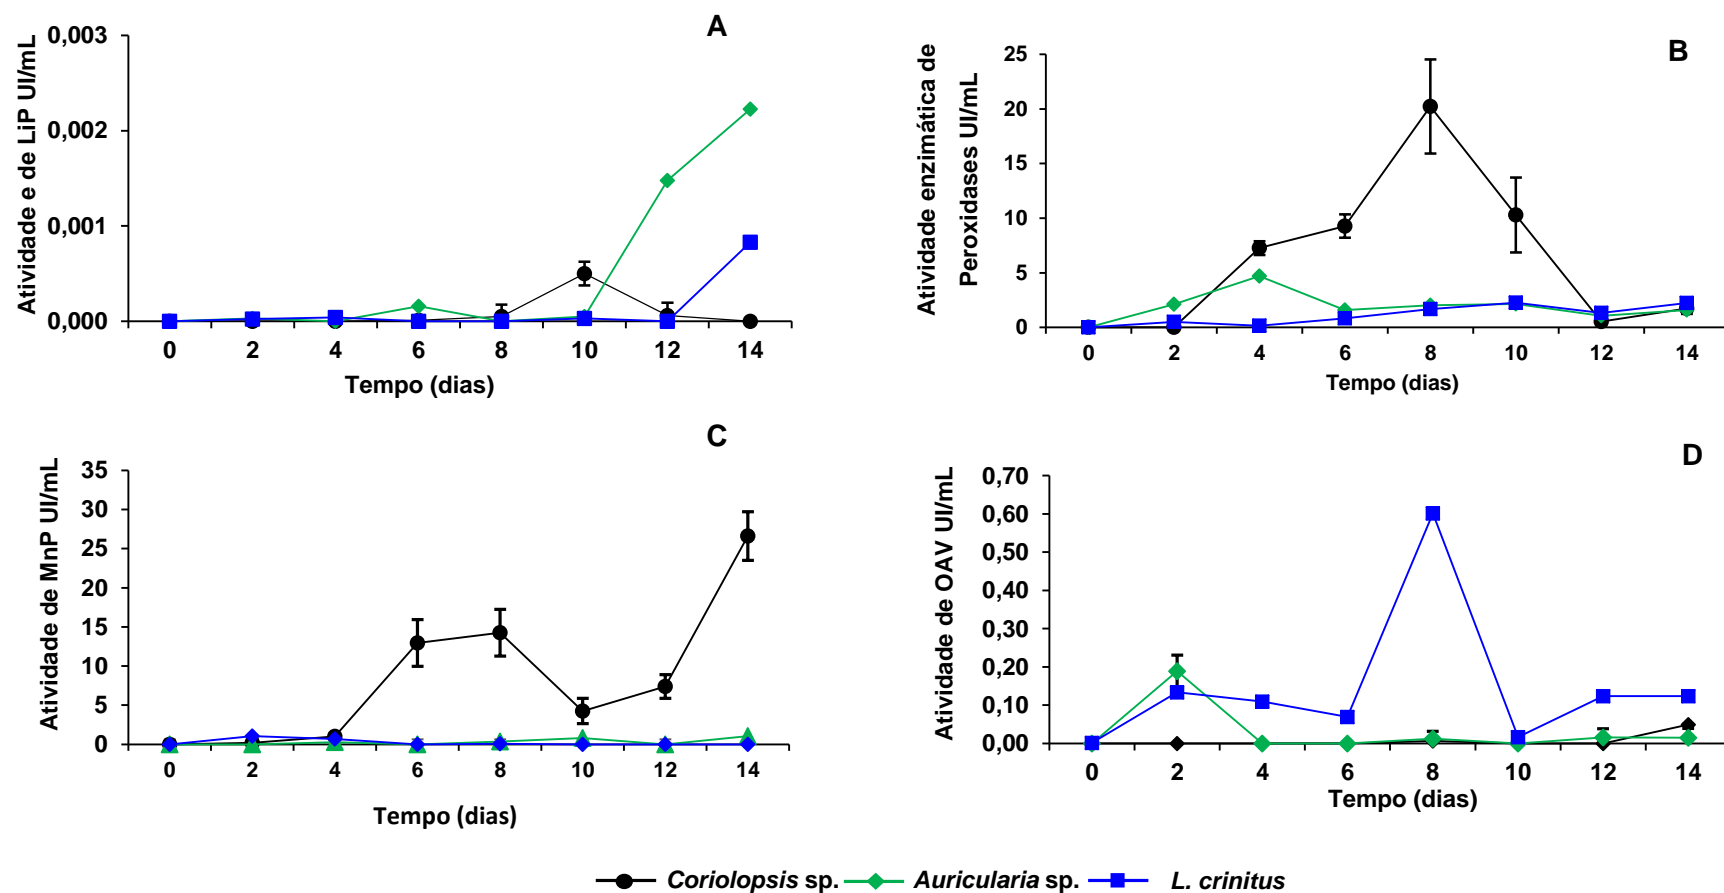 A
Atividade e de LiP UI/mL
0,003
0,002
0,001
0,000
0 2 4 6 8 10 12 14
Tempo (dias)
B
Atividade enzimática de
Peroxidases UI/mL
25
20
15
10
5
0
0 2 4 6 8 10 12 14
Tempo (dias)
C
Atividade de MnP UI/mL
35
30
25
20
15
10
5
0
0 2 4 6 8 10 12 14
Tempo (dias)
D
Atividade de OAV UI/mL
0,70
0,60
0,50
0,40
0,30
0,20
0,10
0,00
0 2 4 6 8 10 12 14
Tempo (dias)
Coriolopsis sp. Auricularia sp. L. crinitus